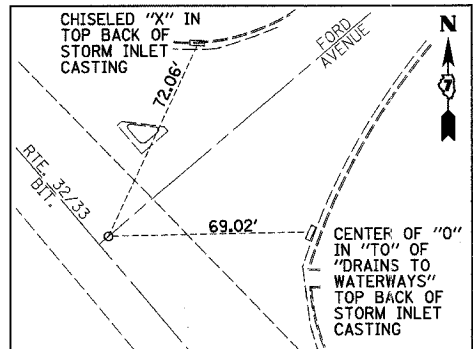 CHISELED "X" IN
TOP BACK OF
STORM INLET
CASTING
FORD
AVENUE
N
7
72.06'
RTE. 32/33
BIT.
69.02'
CENTER OF "O"
IN "TO" OF
"DRAINS TO
WATERWAYS"
TOP BACK OF
STORM INLET
CASTING